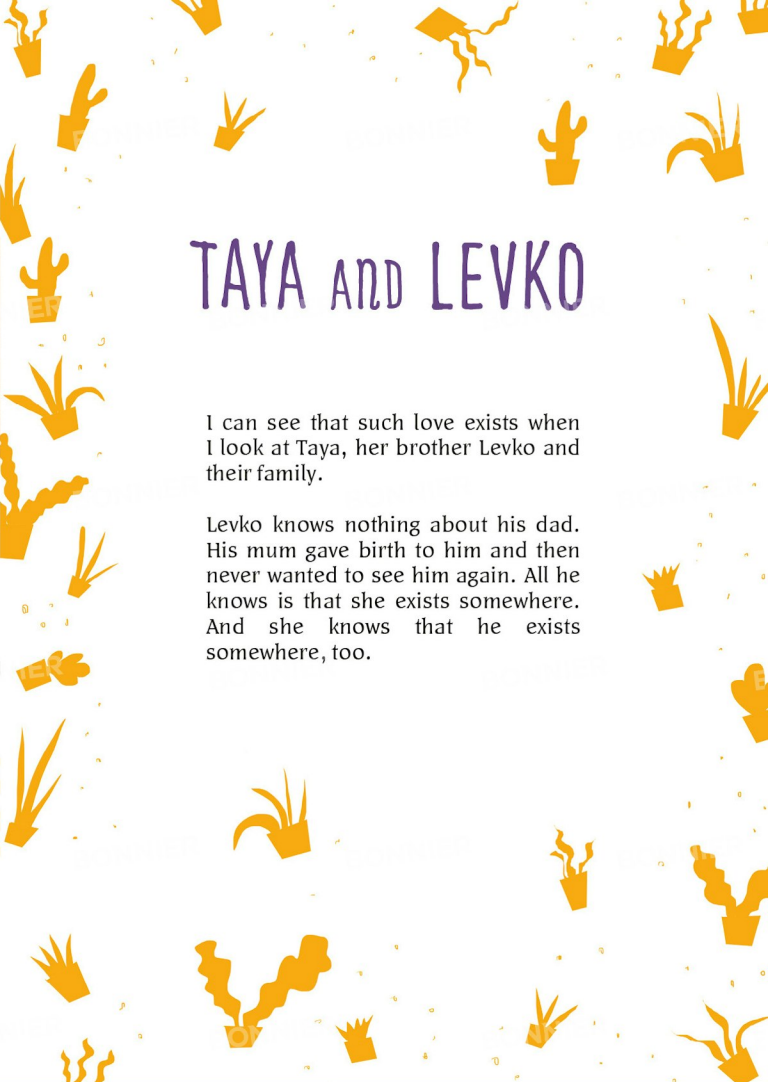 TAYA AND LEVKO
I can see that such love exists when
I look at Taya, her brother Levko and
their family.
Levko knows nothing about his dad.
His mum gave birth to him and then
never wanted to see him again. All he
knows is that she exists somewhere.
And she knows that he exists
somewhere, too.